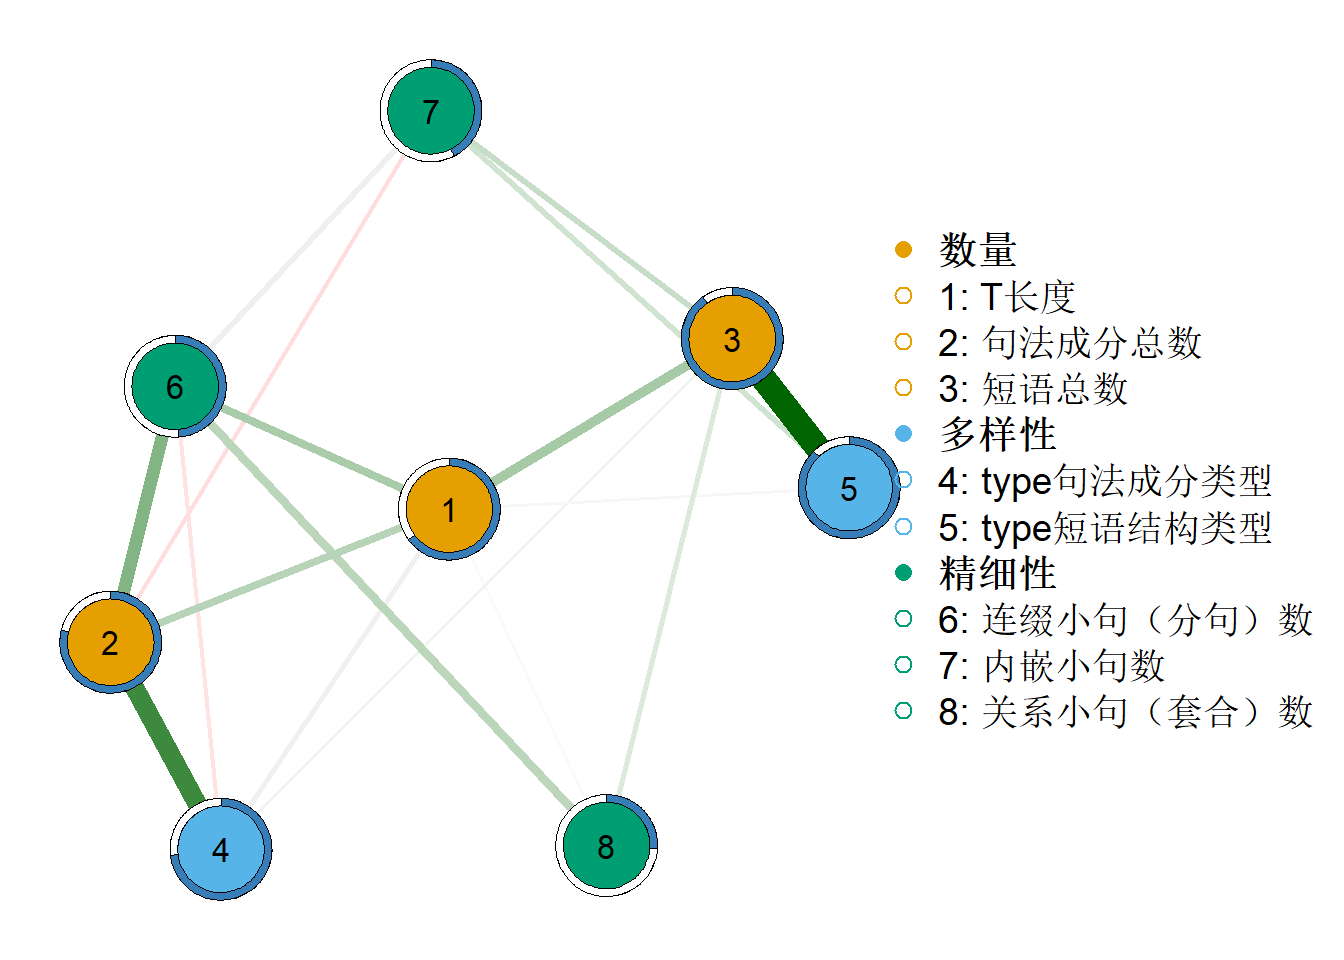 7
3
6
5
1
2
4
8
数量
1: T长度
2: 句法成分总数
3: 短语总数
多样性
4: type句法成分类型
5: type短语结构类型
精细性
6: 连缀小句（分句）数
7: 内嵌小句数
8: 关系小句（套合）数